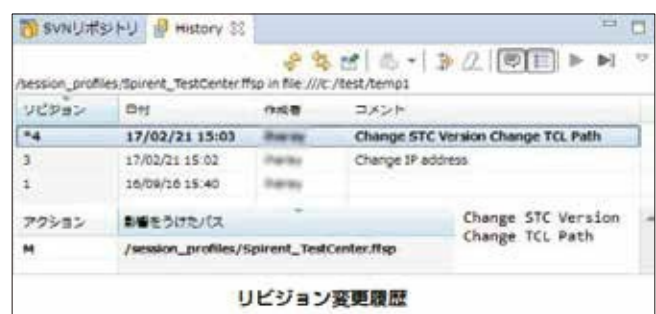 SVNリポジトリ History
/session_profiles/Spirent_TestCenter.ffsp in file:///c:/test/temp1
リビジョン 日付 作成者 コメント
*4 17/02/21 15:03 Change STC Version Change TCL Path
3 17/02/21 15:02 Change IP address
1 16/09/16 15:40
アクション 影響をうけたパス
M /session_profiles/Spirent_TestCenter.ffsp
Change STC Version
Change TCL Path
リビジョン変更履歴